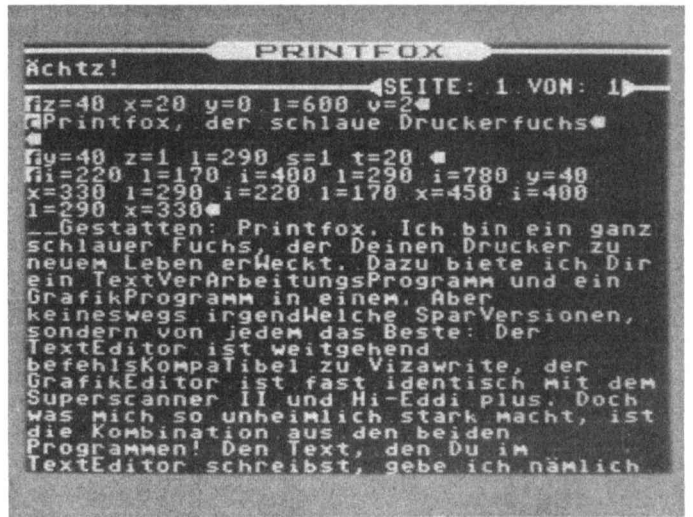 PRINTFOX
Ächtz!
SEITE: 1 VON: 1
fz=40 x=20 y=0 l=600 v=2
cPrintfox, der schlaue Druckerfuchs
fy=40 z=1 l=290 s=1 t=20
fi=220 l=170 i=400 l=290 i=780 y=40
x=330 l=290 i=220 l=170 x=450 i=400
l=290 x=330
__Gestatten: Printfox. Ich bin ein ganz
schlauer Fuchs, der Deinen Drucker zu
neuem Leben erWeckt. Dazu biete ich Dir
ein TextVerArbeitungsProgramm und ein
GrafikProgramm in einem. Aber
keineswegs irgendWelche SparVersionen,
sondern von jedem das Beste: Der
TextEditor ist weitgehend
befehlsKompaTibel zu Vizawrite, der
GrafikEditor ist fast identisch mit dem
Superscanner II und Hi-Eddi plus. Doch
was mich so unheimlich stark macht, ist
die Kombination aus den beiden
Programmen! Den Text, den Du im
TextEditor schreibst, gebe ich nämlich